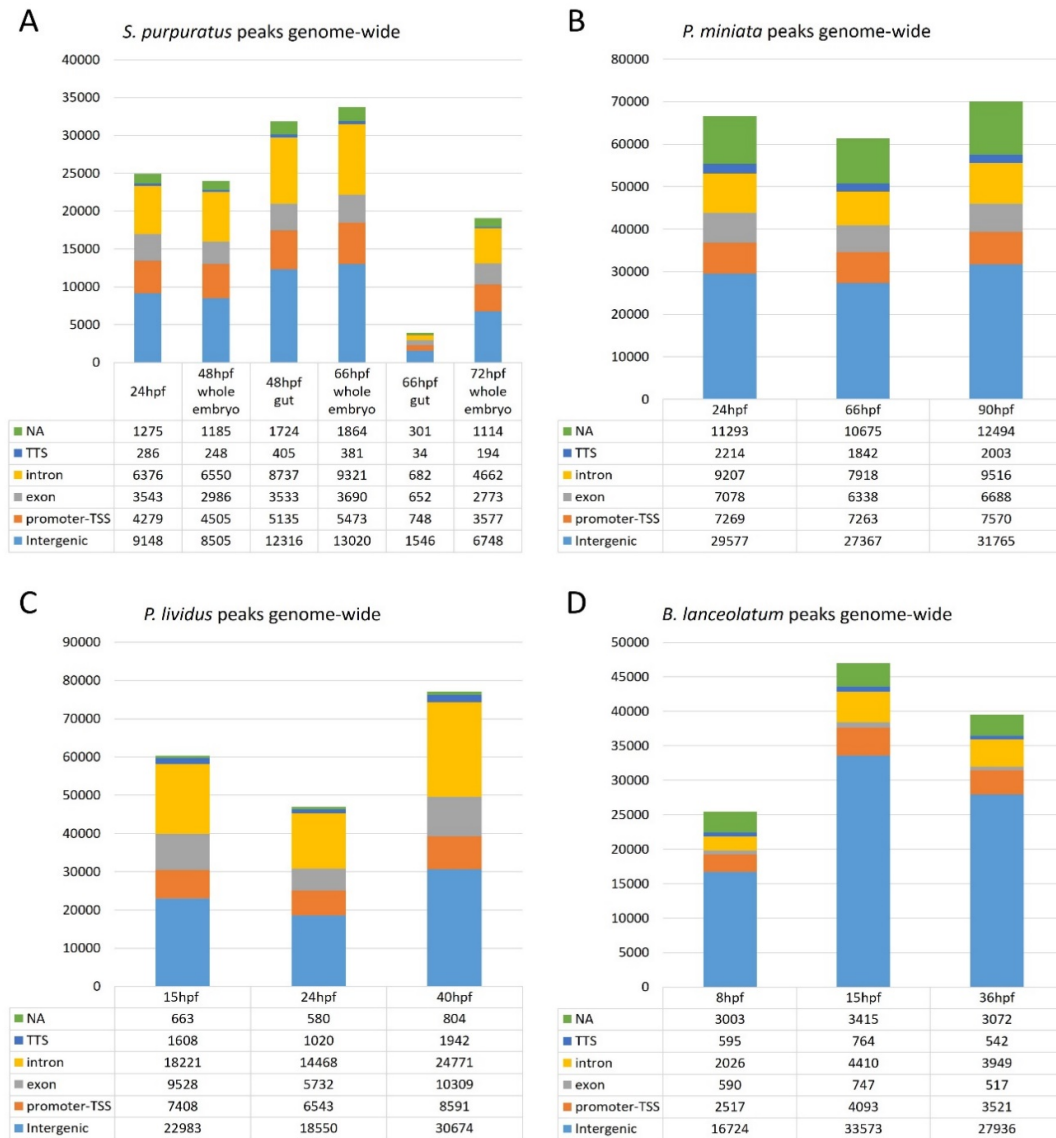 A
S. purpuratus peaks genome-wide
40000
35000
30000
25000
20000
15000
10000
5000
0
24hpf 48hpf whole embryo 48hpf gut 66hpf whole embryo 66hpf gut 72hpf whole embryo
NA 1275 1185 1724 1864 301 1114
TTS 286 248 405 381 34 194
intron 6376 6550 8737 9321 682 4662
exon 3543 2986 3533 3690 652 2773
promoter-TSS 4279 4505 5135 5473 748 3577
Intergenic 9148 8505 12316 13020 1546 6748
B
P. miniata peaks genome-wide
80000
70000
60000
50000
40000
30000
20000
10000
0
24hpf 66hpf 90hpf
NA 11293 10675 12494
TTS 2214 1842 2003
intron 9207 7918 9516
exon 7078 6338 6688
promoter-TSS 7269 7263 7570
Intergenic 29577 27367 31765
C
P. lividus peaks genome-wide
90000
80000
70000
60000
50000
40000
30000
20000
10000
0
15hpf 24hpf 40hpf
NA 663 580 804
TTS 1608 1020 1942
intron 18221 14468 24771
exon 9528 5732 10309
promoter-TSS 7408 6543 8591
Intergenic 22983 18550 30674
D
B. lanceolatum peaks genome-wide
50000
45000
40000
35000
30000
25000
20000
15000
10000
5000
0
8hpf 15hpf 36hpf
NA 3003 3415 3072
TTS 595 764 542
intron 2026 4410 3949
exon 590 747 517
promoter-TSS 2517 4093 3521
Intergenic 16724 33573 27936